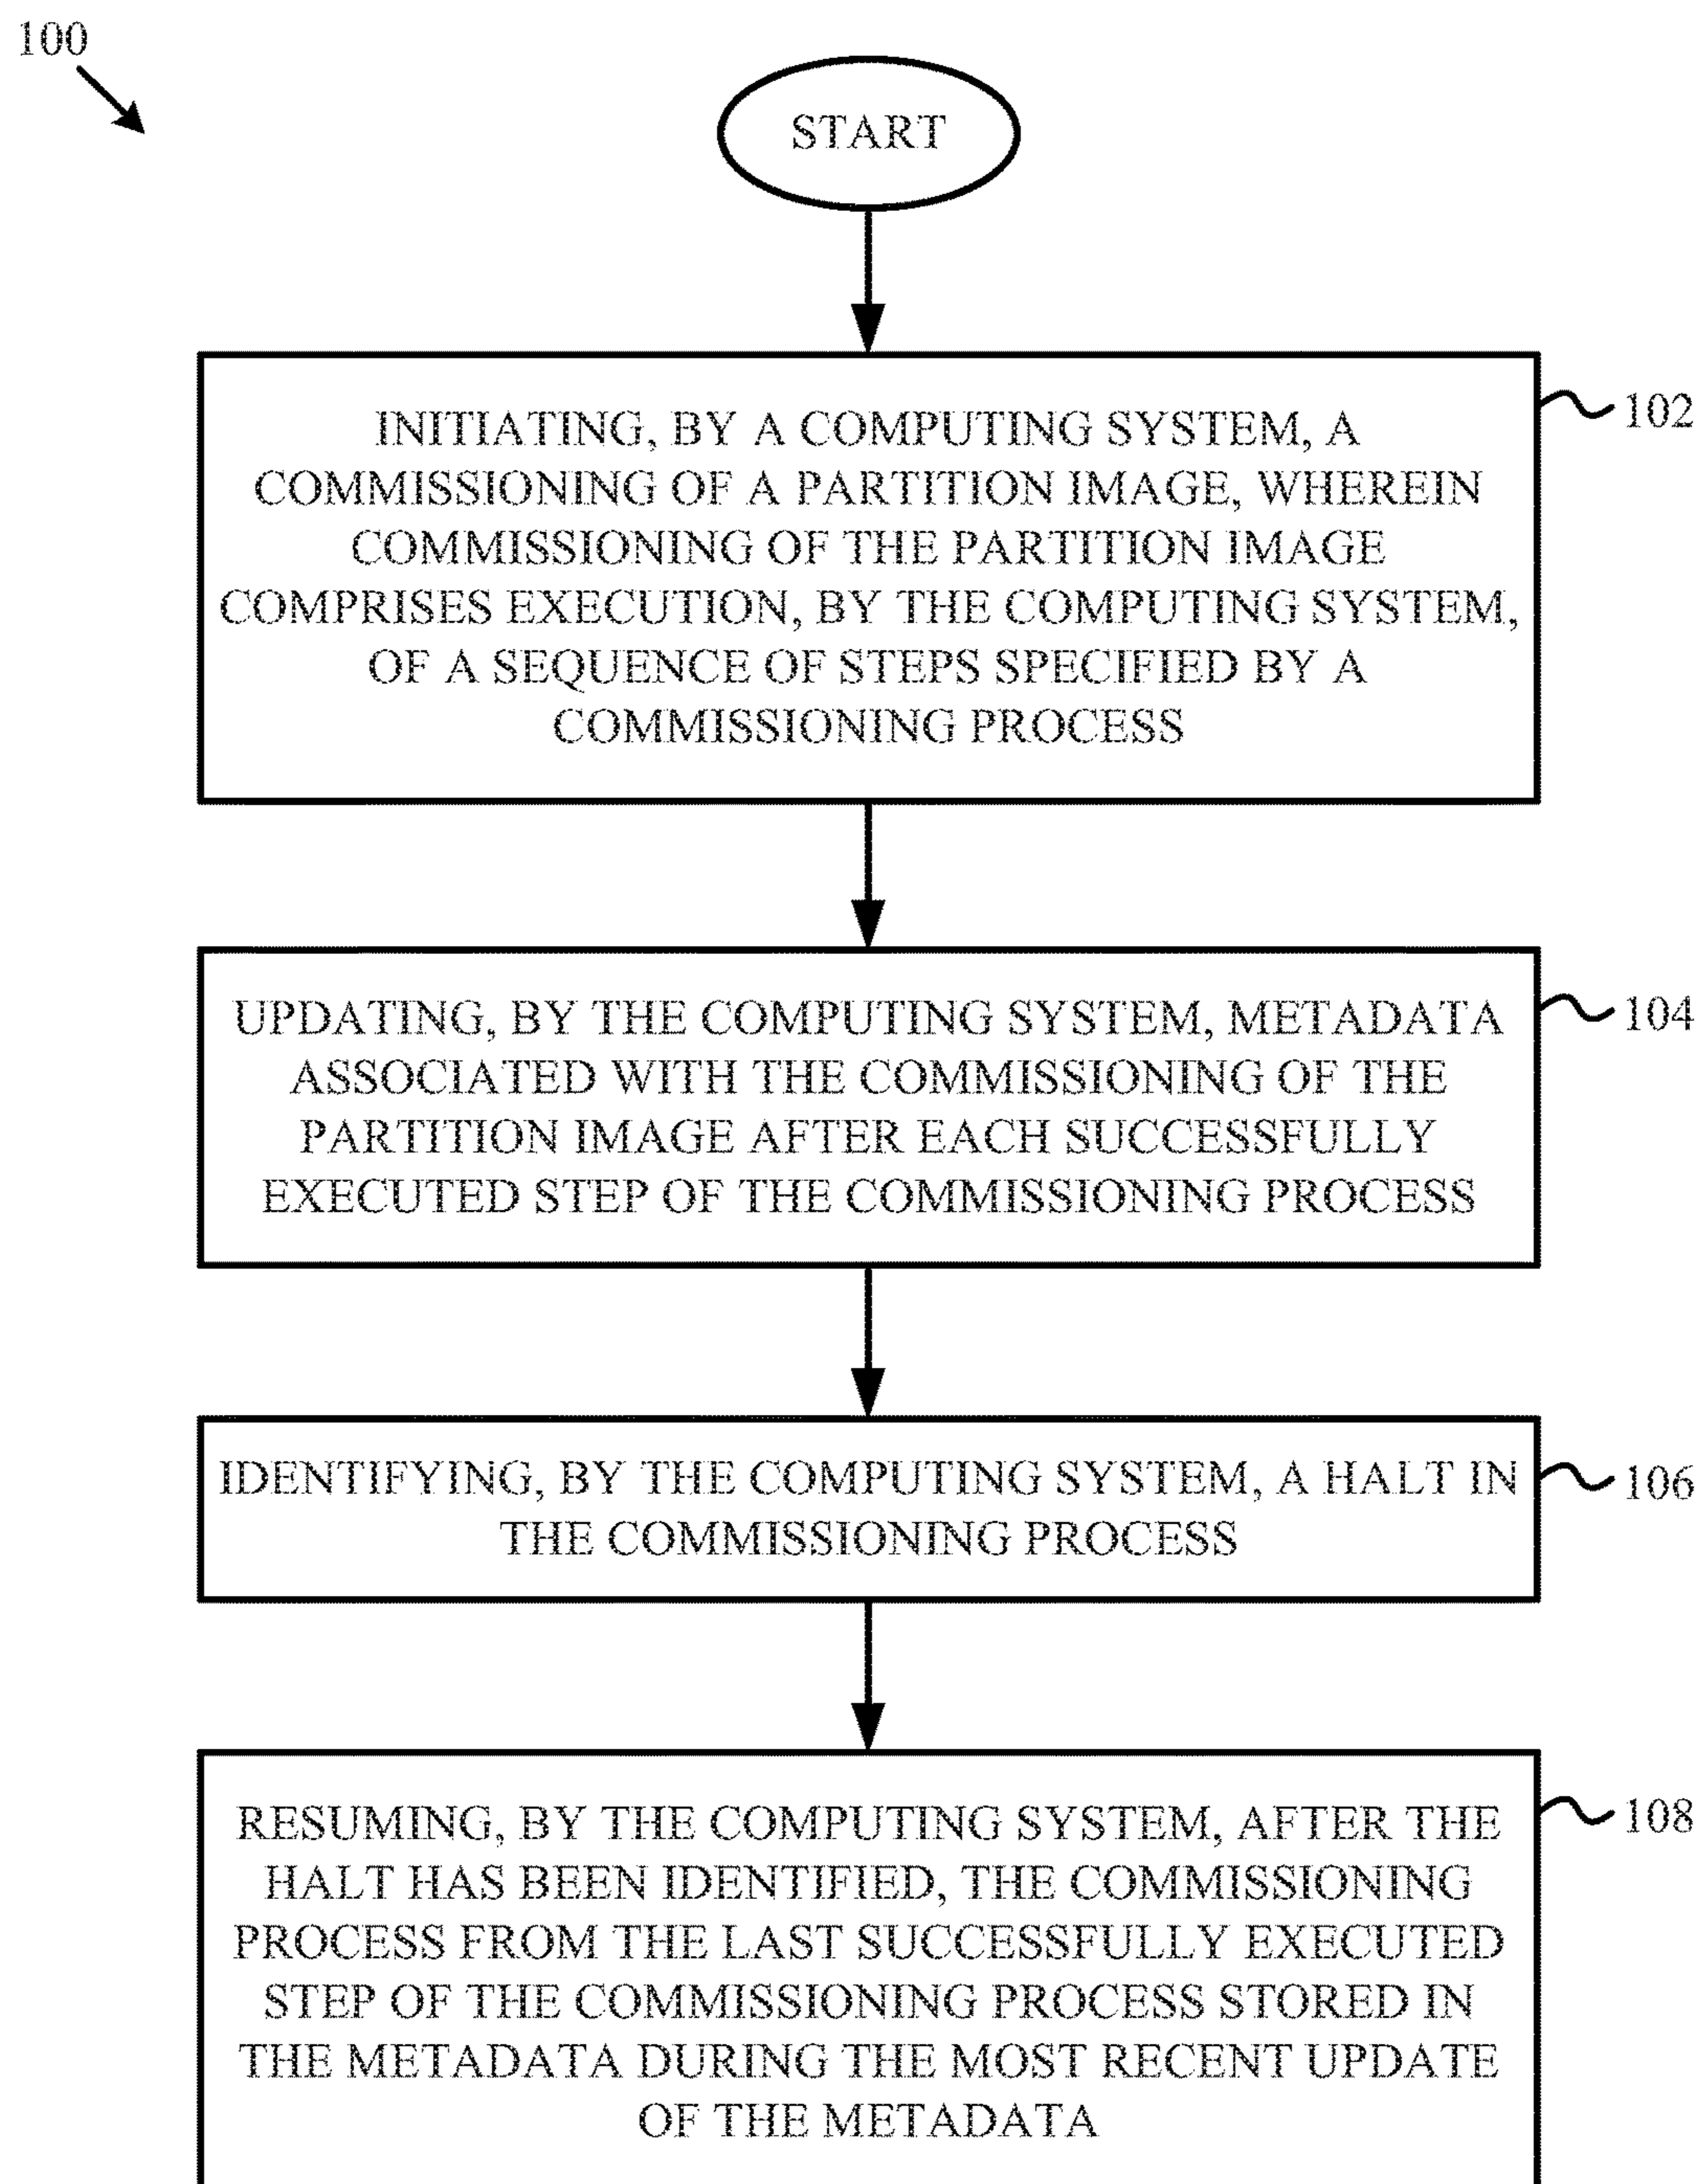 100
START
INITIATING, BY A COMPUTING SYSTEM, A
COMMISSIONING OF A PARTITION IMAGE, WHEREIN
COMMISSIONING OF THE PARTITION IMAGE
COMPRISES EXECUTION, BY THE COMPUTING SYSTEM,
OF A SEQUENCE OF STEPS SPECIFIED BY A
COMMISSIONING PROCESS
102
UPDATING, BY THE COMPUTING SYSTEM, METADATA
ASSOCIATED WITH THE COMMISSIONING OF THE
PARTITION IMAGE AFTER EACH SUCCESSFULLY
EXECUTED STEP OF THE COMMISSIONING PROCESS
104
IDENTIFYING, BY THE COMPUTING SYSTEM, A HALT IN
THE COMMISSIONING PROCESS
106
RESUMING, BY THE COMPUTING SYSTEM, AFTER THE
HALT HAS BEEN IDENTIFIED, THE COMMISSIONING
PROCESS FROM THE LAST SUCCESSFULLY EXECUTED
STEP OF THE COMMISSIONING PROCESS STORED IN
THE METADATA DURING THE MOST RECENT UPDATE
OF THE METADATA
108